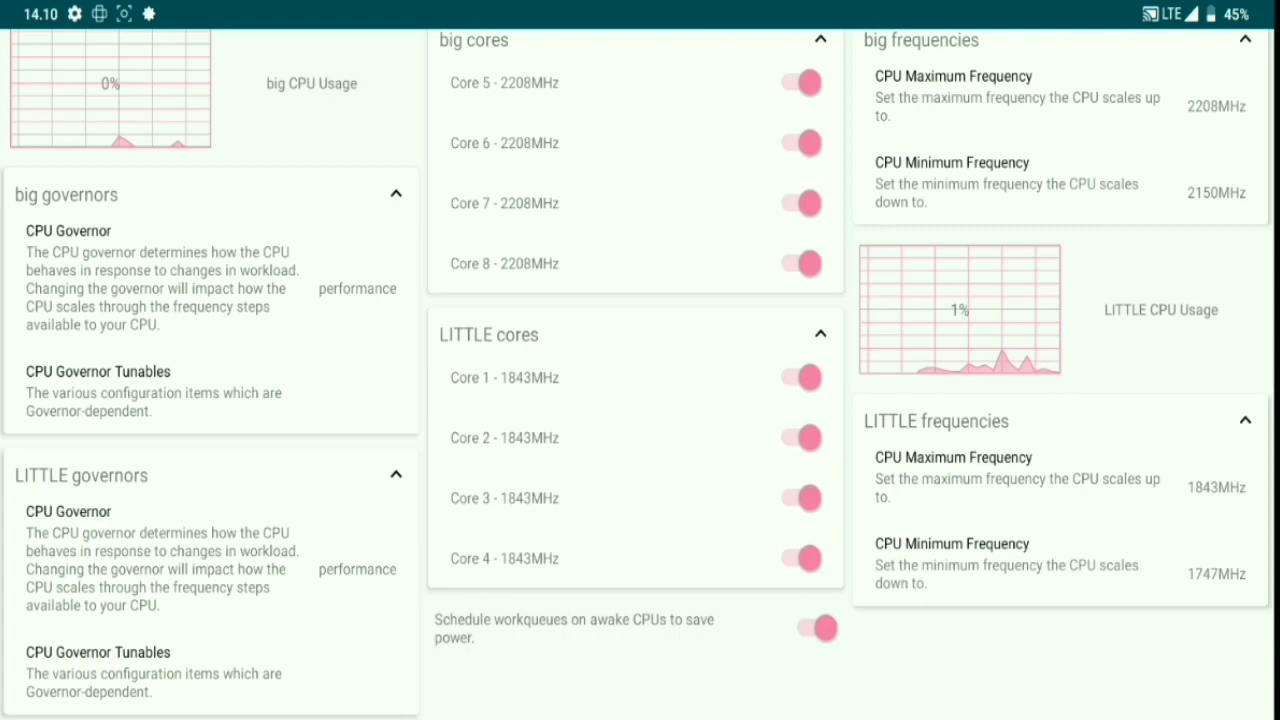 14.10
LTE 45%
0%
big CPU Usage
big governors
CPU Governor
The CPU governor determines how the CPU
behaves in response to changes in workload.
Changing the governor will impact how the
CPU scales through the frequency steps
available to your CPU.
performance
CPU Governor Tunables
The various configuration items which are
Governor-dependent.
LITTLE governors
CPU Governor
The CPU governor determines how the CPU
behaves in response to changes in workload.
Changing the governor will impact how the
CPU scales through the frequency steps
available to your CPU.
performance
CPU Governor Tunables
The various configuration items which are
Governor-dependent.
big cores
Core 5 - 2208MHz
Core 6 - 2208MHz
Core 7 - 2208MHz
Core 8 - 2208MHz
LITTLE cores
Core 1 - 1843MHz
Core 2 - 1843MHz
Core 3 - 1843MHz
Core 4 - 1843MHz
Schedule workqueues on awake CPUs to save
power.
big frequencies
CPU Maximum Frequency
Set the maximum frequency the CPU scales up
to.
2208MHz
CPU Minimum Frequency
Set the minimum frequency the CPU scales
down to.
2150MHz
1%
LITTLE CPU Usage
LITTLE frequencies
CPU Maximum Frequency
Set the maximum frequency the CPU scales up
to.
1843MHz
CPU Minimum Frequency
Set the minimum frequency the CPU scales
down to.
1747MHz